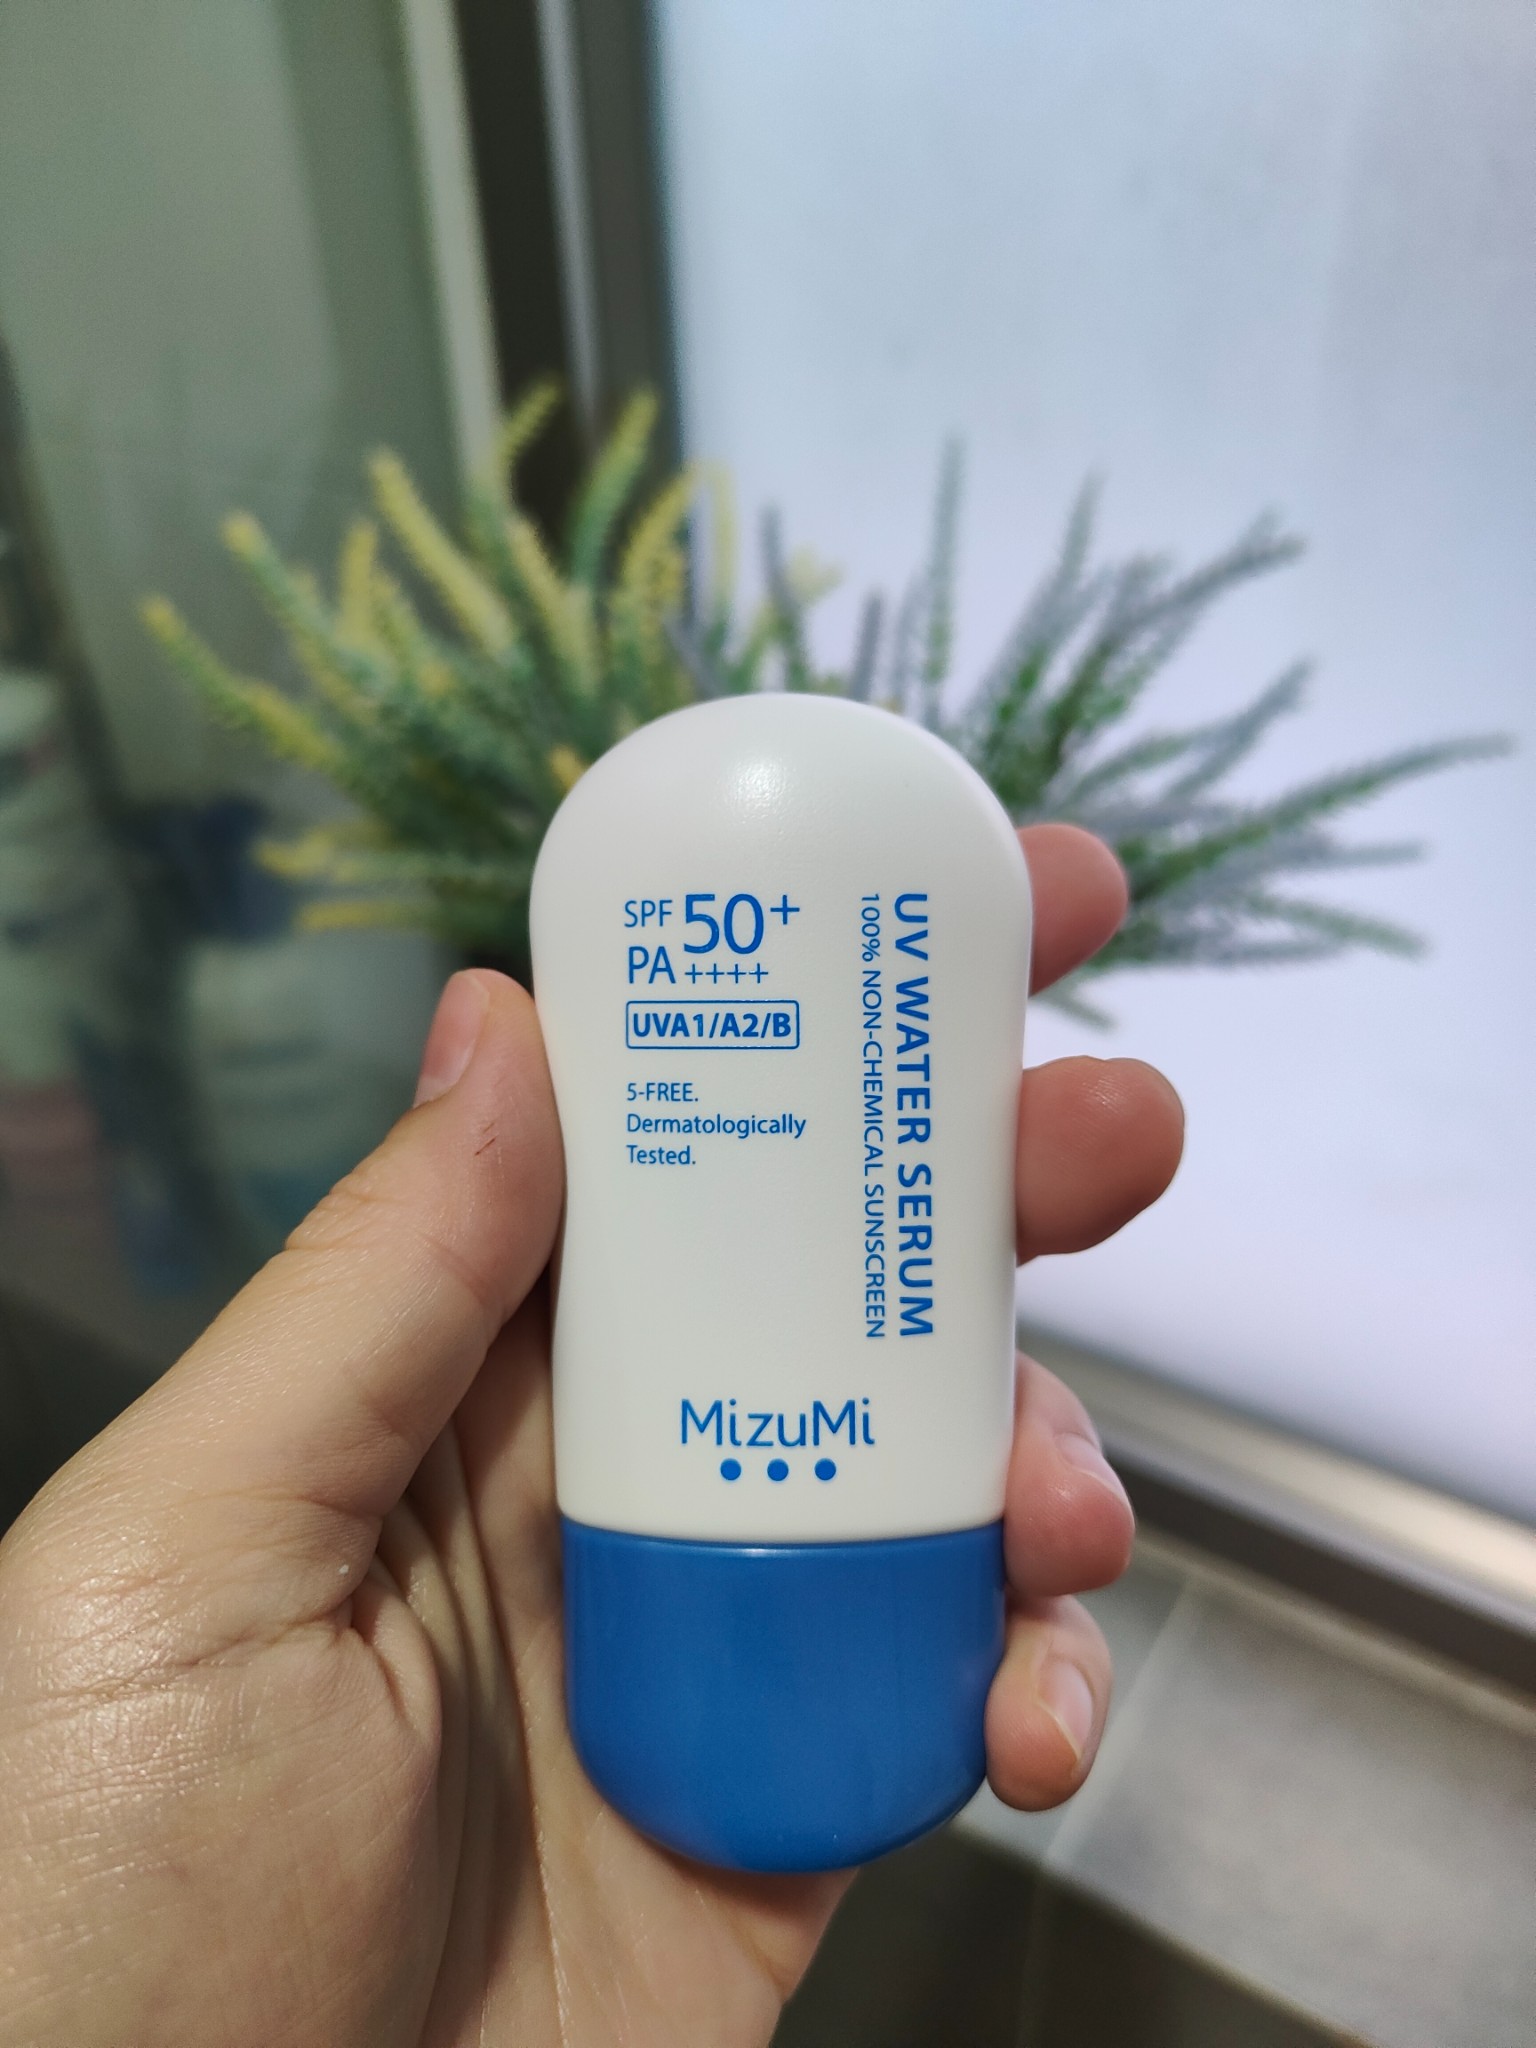 SPF 50+
PA ++++
UVA1/A2/B
5-FREE.
Dermatologically
Tested.
UV WATER SERUM
100% NON-CHEMICAL SUNSCREEN
MizuMi